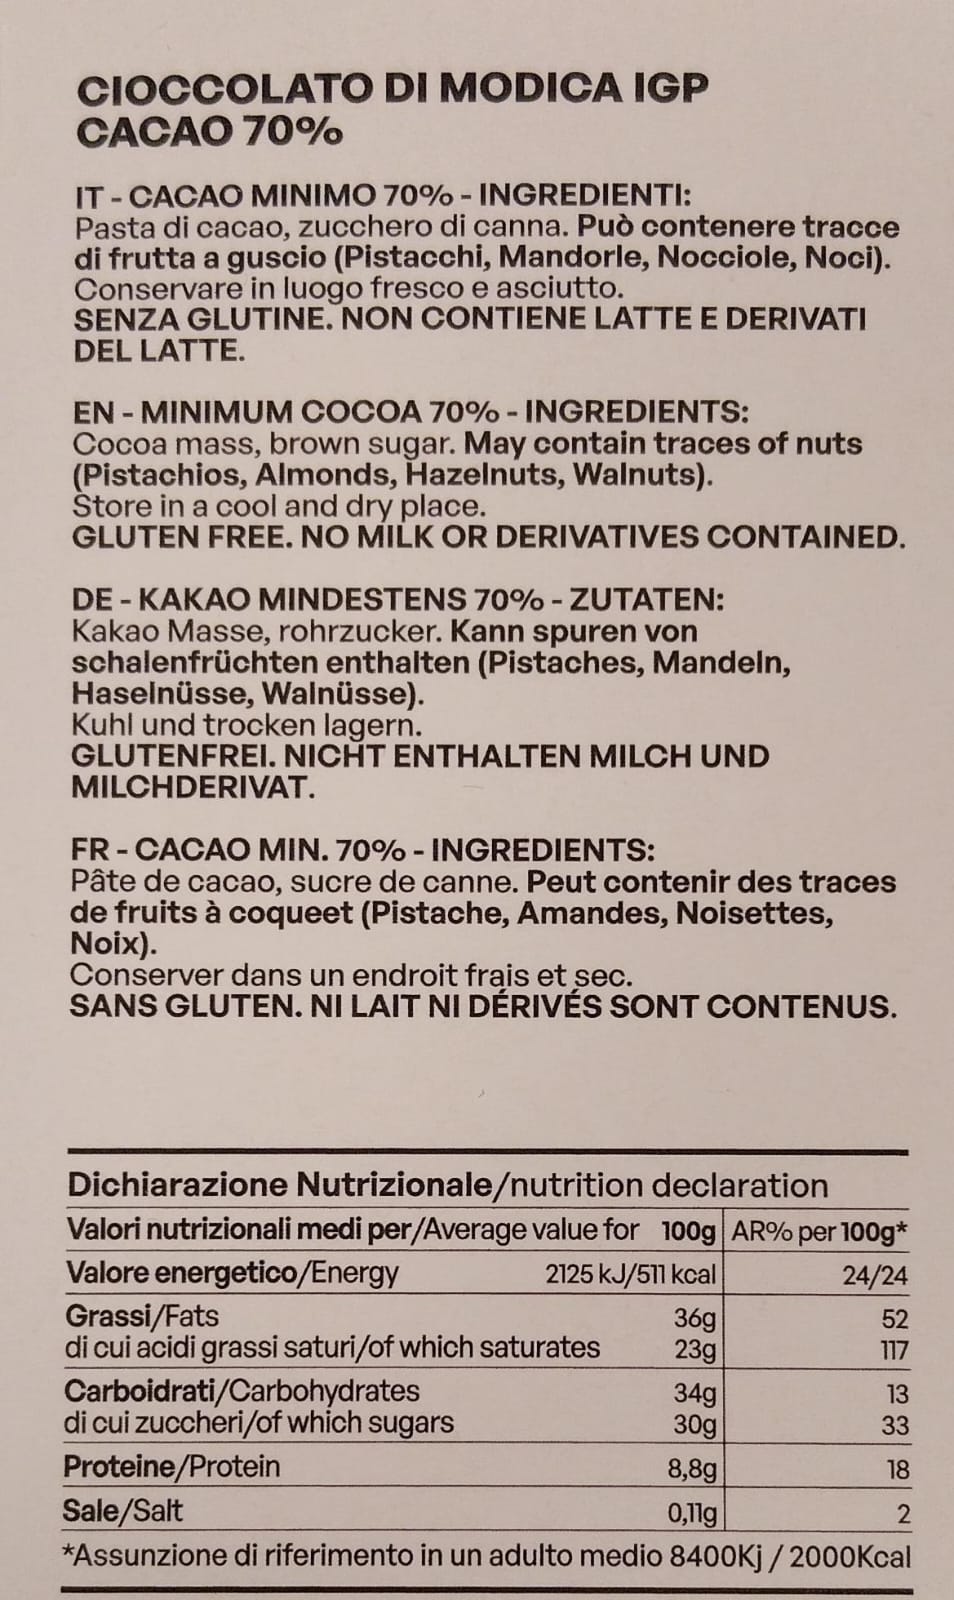 CIOCCOLATO DI MODICA IGP
CACAO 70%
IT - CACAO MINIMO 70% - INGREDIENTI:
Pasta di cacao, zucchero di canna. Può contenere tracce
di frutta a guscio (Pistacchi, Mandorle, Nocciole, Noci).
Conservare in luogo fresco e asciutto.
SENZA GLUTINE. NON CONTIENE LATTE E DERIVATI
DEL LATTE.
EN - MINIMUM COCOA 70% - INGREDIENTS:
Cocoa mass, brown sugar. May contain traces of nuts
(Pistachios, Almonds, Hazelnuts, Walnuts).
Store in a cool and dry place.
GLUTEN FREE. NO MILK OR DERIVATIVES CONTAINED.
DE - KAKAO MINDESTENS 70% - ZUTATEN:
Kakao Masse, rohrzucker. Kann spuren von
schalenfrüchten enthalten (Pistaches, Mandeln,
Haselnüsse, Walnüsse).
Kuhl und trocken lagern.
GLUTENFREI. NICHT ENTHALTEN MILCH UND
MILCHDERIVAT.
FR - CACAO MIN. 70% - INGREDIENTS:
Pâte de cacao, sucre de canne. Peut contenir des traces
de fruits à coqueet (Pistache, Amandes, Noisettes,
Noix).
Conserver dans un endroit frais et sec.
SANS GLUTEN. NI LAIT NI DÉRIVÉS SONT CONTENUS.
Dichiarazione Nutrizionale/nutrition declaration
Valori nutrizionali medi per/Average value for 100g AR% per 100g*
Valore energetico/Energy 2125 kJ/511 kcal 24/24
Grassi/Fats 36g 52
di cui acidi grassi saturi/of which saturates 23g 117
Carboidrati/Carbohydrates 34g 13
di cui zuccheri/of which sugars 30g 33
Proteine/Protein 8,8g 18
Sale/Salt 0,11g 2
*Assunzione di riferimento in un adulto medio 8400Kj / 2000Kcal